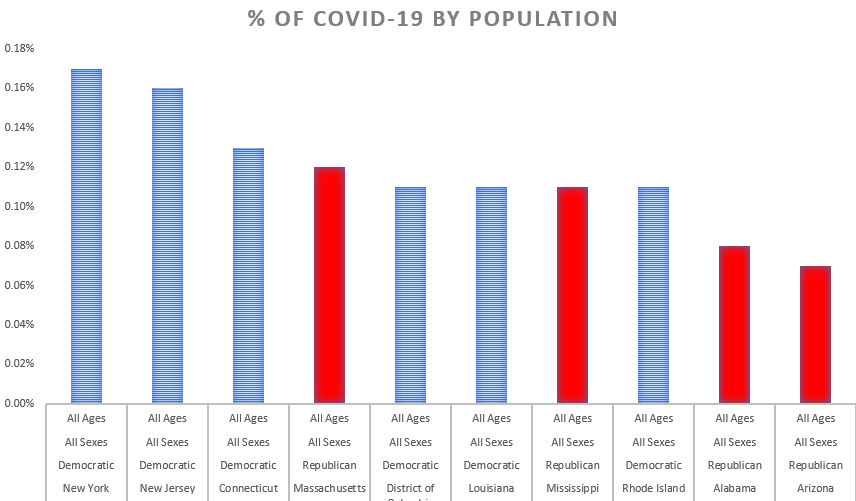 % OF COVID-19 BY POPULATION
0.18%
0.16%
0.14%
0.12%
0.10%
0.08%
0.06%
0.04%
0.02%
0.00%
All Ages All Ages All Ages All Ages All Ages All Ages All Ages All Ages All Ages All Ages
All Sexes All Sexes All Sexes All Sexes All Sexes All Sexes All Sexes All Sexes All Sexes All Sexes
Democratic Democratic Democratic Republican Democratic Democratic Republican Democratic Republican Republican
New York New Jersey Connecticut Massachusetts District of Louisiana Mississippi Rhode Island Alabama Arizona